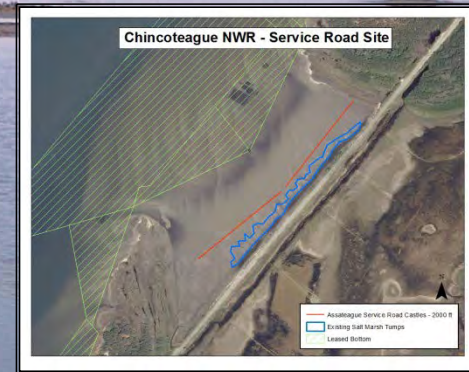 Chincoteague NWR - Service Road Site
N
Assateague Service Road Castles - 2000 ft
Existing Salt Marsh Tumps
Leased Bottom